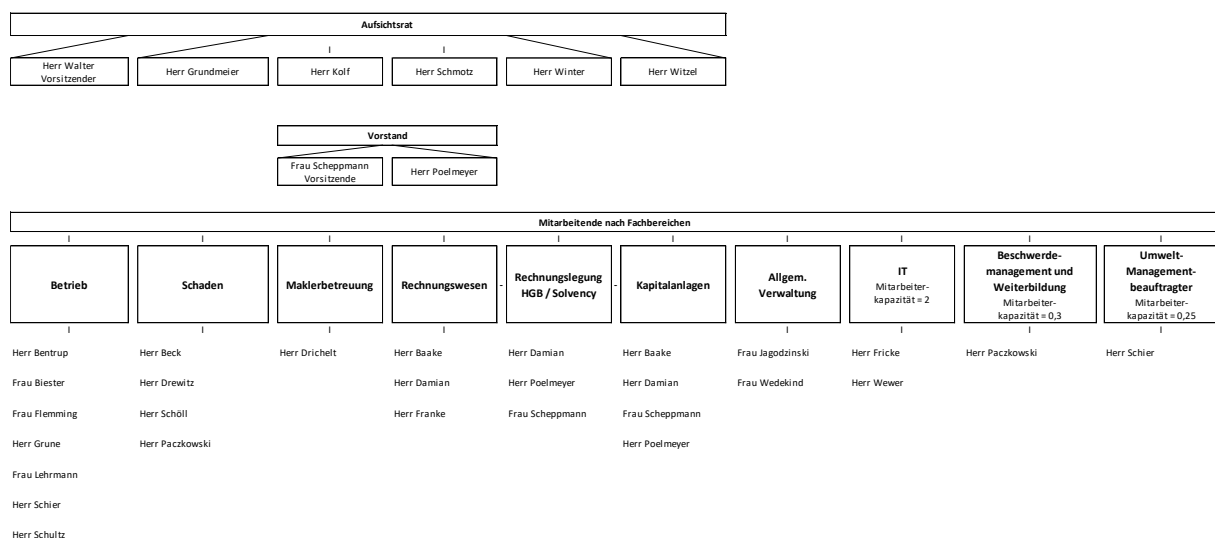 Aufsichtsrat
Herr Walter
Vorsitzender
Herr Grundmeier
Herr Kolf
Herr Schmotz
Herr Winter
Herr Witzel
Vorstand
Frau Scheppmann
Vorsitzende
Herr Poelmeyer
Mitarbeitende nach Fachbereichen
Betrieb
Schaden
Maklerbetreuung
Rechnungswesen
Rechnungslegung
HGB / Solvency
Kapitalanlagen
Allgem.
Verwaltung
IT
Mitarbeiter-
kapazität = 2
Beschwerde-
management und
Weiterbildung
Mitarbeiter-
kapazität = 0,3
Umwelt-
Management-
beauftragter
Mitarbeiter-
kapazität = 0,25
Herr Bentrup
Frau Biester
Frau Flemming
Herr Grune
Frau Lehrmann
Herr Schier
Herr Schultz
Herr Beck
Herr Drewitz
Herr Schöll
Herr Paczkowski
Herr Drichelt
Herr Baake
Herr Damian
Herr Franke
Herr Damian
Herr Poelmeyer
Frau Scheppmann
Herr Baake
Herr Damian
Frau Scheppmann
Herr Poelmeyer
Frau Jagodzinski
Frau Wedekind
Herr Fricke
Herr Wewer
Herr Paczkowski
Herr Schier